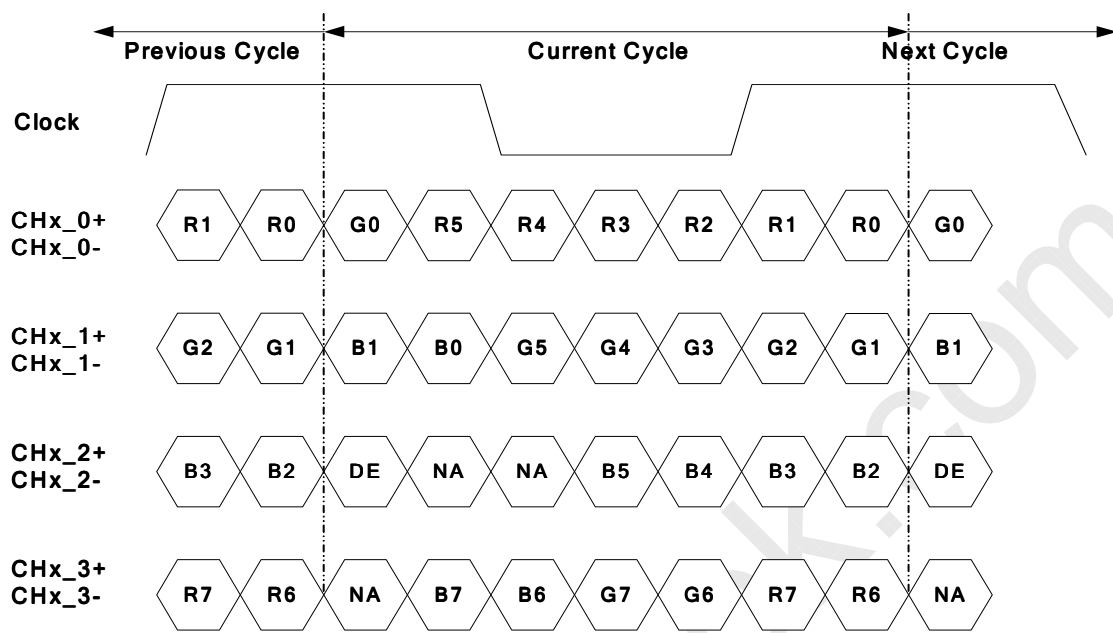 Previous Cycle Current Cycle Next Cycle
Clock
CHx_0+
CHx_0-
R1 R0 G0 R5 R4 R3 R2 R1 R0 G0
CHx_1+
CHx_1-
G2 G1 B1 B0 G5 G4 G3 G2 G1 B1
CHx_2+
CHx_2-
B3 B2 DE NA NA B5 B4 B3 B2 DE
CHx_3+
CHx_3-
R7 R6 NA B7 B6 G7 G6 R7 R6 NA
k.com